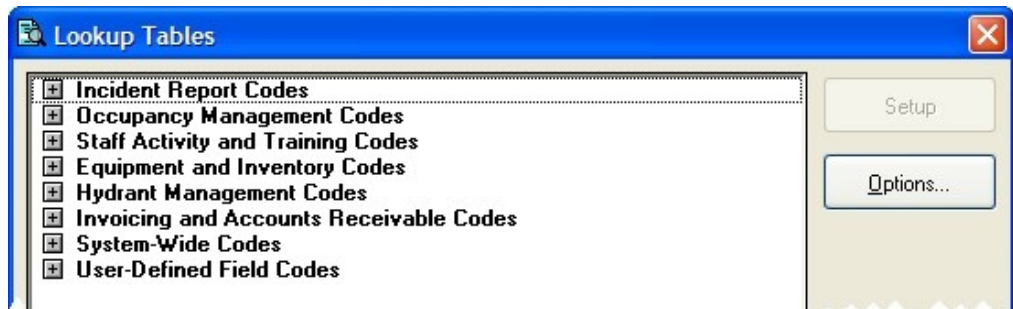 Lookup Tables
Incident Report Codes
Occupancy Management Codes
Staff Activity and Training Codes
Equipment and Inventory Codes
Hydrant Management Codes
Invoicing and Accounts Receivable Codes
System-Wide Codes
User-Defined Field Codes
Setup
Options...